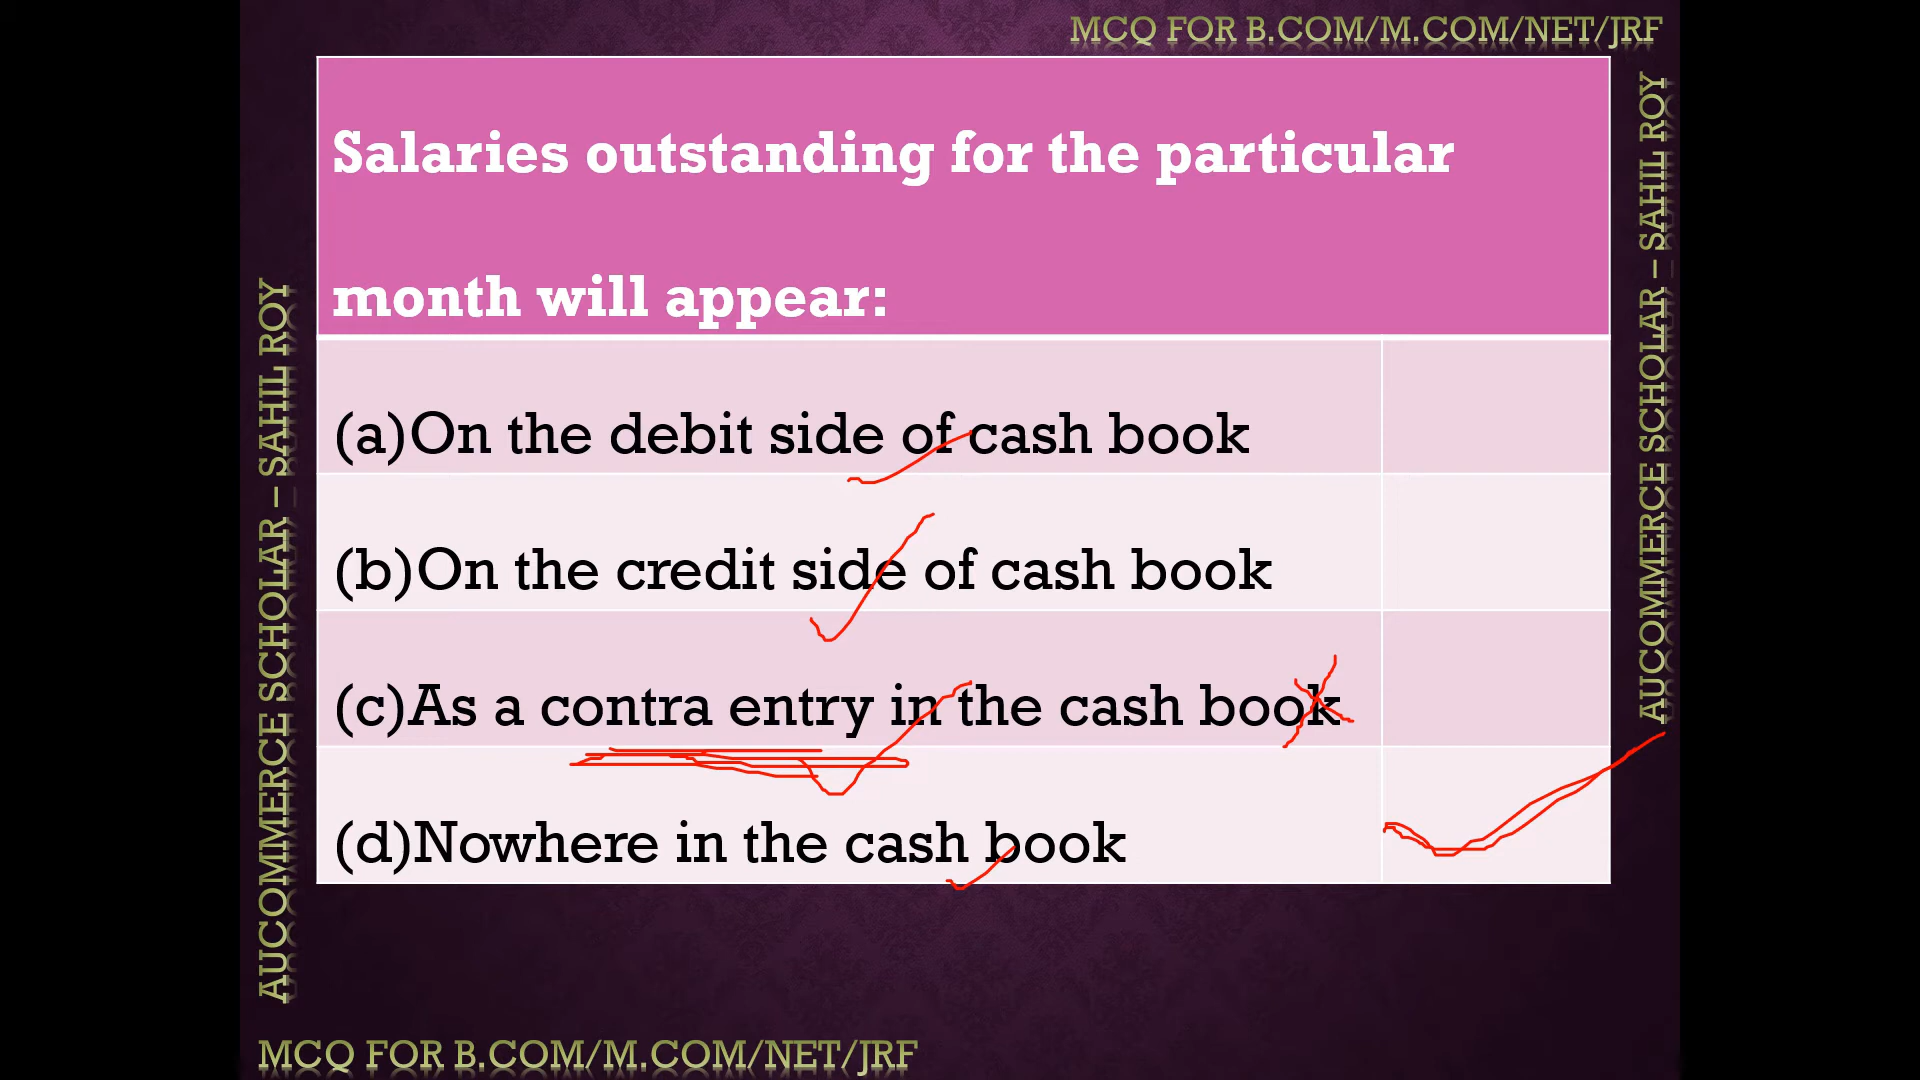 MCQ FOR B.COM/M.COM/NET/JRF
Salaries outstanding for the particular
month will appear:
(a)On the debit side of cash book
(b)On the credit side of cash book
(c)As a contra entry in the cash book
(d)Nowhere in the cash book
AUCOMMERCE SCHOLAR – SAHIL ROY
AUCOMMERCE SCHOLAR – SAHIL ROY
MCQ FOR B.COM/M.COM/NET/JRF